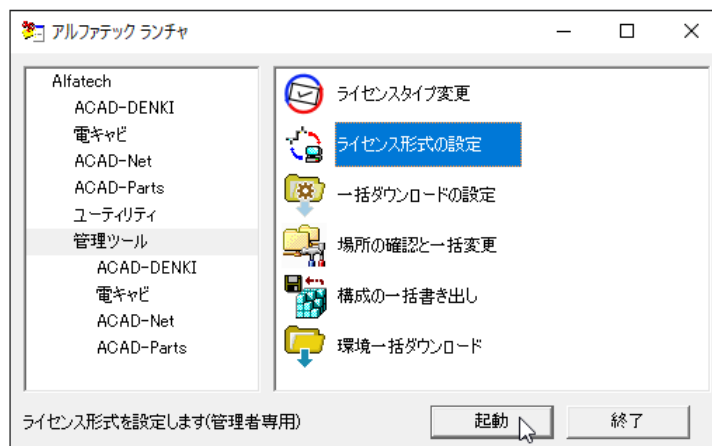 アルファテック ランチャ
Alfatech
ACAD-DENKI
電キャビ
ACAD-Net
ACAD-Parts
ユーティリティ
管理ツール
ACAD-DENKI
電キャビ
ACAD-Net
ACAD-Parts
ライセンスタイプ変更
ライセンス形式の設定
一括ダウンロードの設定
場所の確認と一括変更
構成の一括書き出し
環境一括ダウンロード
ライセンス形式を設定します(管理者専用)
起動
終了